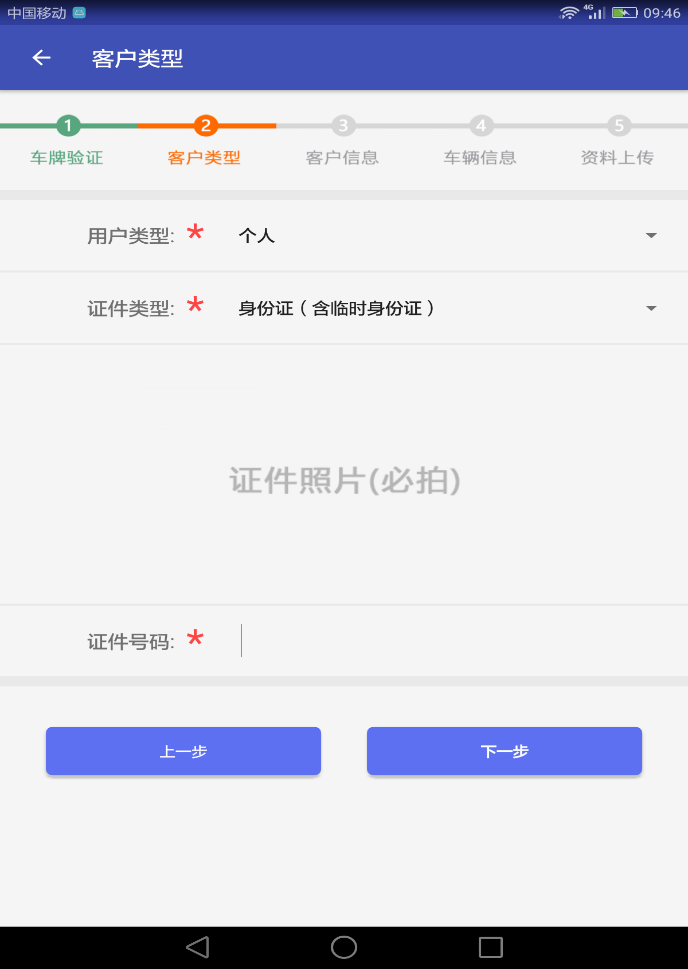 中国移动 4G 09:46
客户类型
1 2 3 4 5
车牌验证 客户类型 客户信息 车辆信息 资料上传
用户类型: * 个人
证件类型: * 身份证（含临时身份证）
证件照片(必拍)
证件号码: *
上一步 下一步